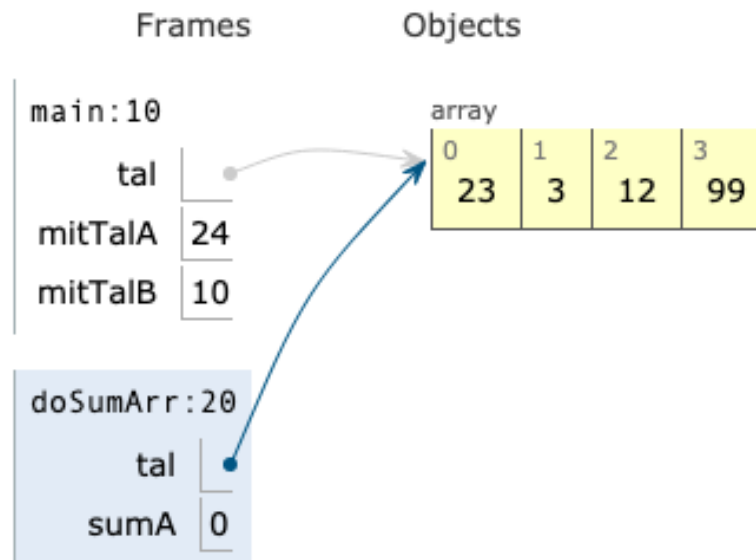 Frames Objects
main:10
array
0 1 2 3
23 3 12 99
tal
mitTalA 24
mitTalB 10
doSumArr:20
tal
sumA 0